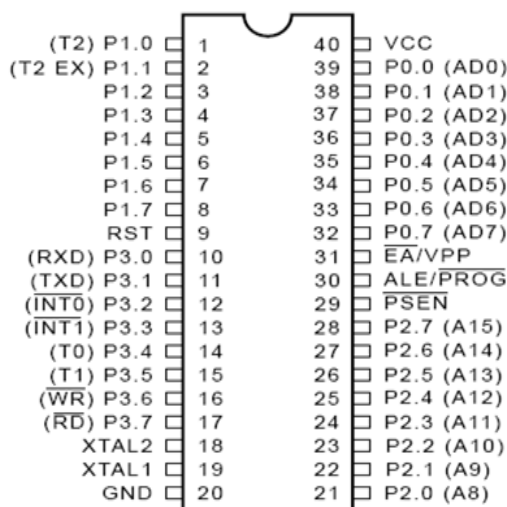 (T2) P1.0 1 40 VCC
(T2 EX) P1.1 2 39 P0.0 (AD0)
P1.2 3 38 P0.1 (AD1)
P1.3 4 37 P0.2 (AD2)
P1.4 5 36 P0.3 (AD3)
P1.5 6 35 P0.4 (AD4)
P1.6 7 34 P0.5 (AD5)
P1.7 8 33 P0.6 (AD6)
RST 9 32 P0.7 (AD7)
(RXD) P3.0 10 31 E̅A̅/VPP
(TXD) P3.1 11 30 ALE/P̅R̅O̅G̅
(I̅N̅T̅0̅) P3.2 12 29 P̅S̅E̅N̅
(I̅N̅T̅1̅) P3.3 13 28 P2.7 (A15)
(T0) P3.4 14 27 P2.6 (A14)
(T1) P3.5 15 26 P2.5 (A13)
(W̅R̅) P3.6 16 25 P2.4 (A12)
(R̅D̅) P3.7 17 24 P2.3 (A11)
XTAL2 18 23 P2.2 (A10)
XTAL1 19 22 P2.1 (A9)
GND 20 21 P2.0 (A8)